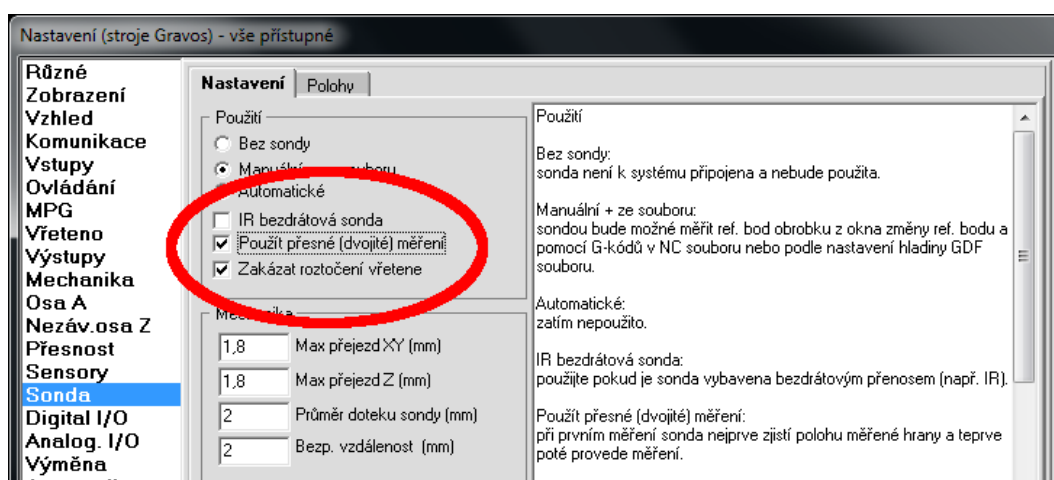 Nastavení (stroje Gravos) - vše přístupné
Různé
Zobrazení
Vzhled
Komunikace
Vstupy
Ovládání
MPG
Vřeteno
Výstupy
Mechanika
Osa A
Nezáv.osa Z
Přesnost
Sensory
Sonda
Digital I/O
Analog. I/O
Výměna
Nastavení
Polohy
Použití
Bez sondy
Manuální souboru
Automatické
IR bezdrátová sonda
Použít přesné (dvojité) měření
Zakázat roztočení vřetene
Mechanika
1,8 Max přejezd XY (mm)
1,8 Max přejezd Z (mm)
2 Průměr doteku sondy (mm)
2 Bezp. vzdálenost (mm)
Použití
Bez sondy:
sonda není k systému připojena a nebude použita.
Manuální + ze souboru:
sondou bude možné měřit ref. bod obrobku z okna změny ref. bodu a
pomocí G-kódů v NC souboru nebo podle nastavení hladiny GDF
souboru.
Automatické:
zatím nepoužito.
IR bezdrátová sonda:
použijte pokud je sonda vybavena bezdrátovým přenosem (např. IR).
Použít přesné (dvojité) měření:
při prvním měření sonda nejprve zjistí polohu měřené hrany a teprve
poté provede měření.